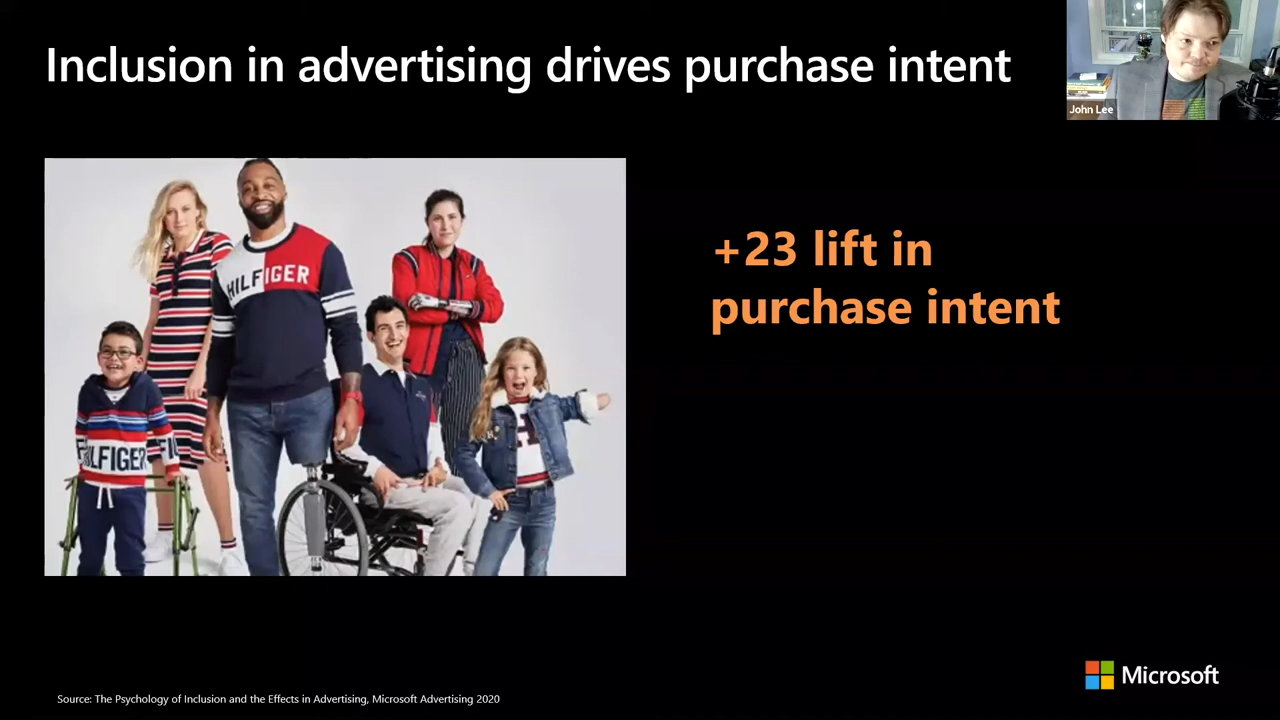 Inclusion in advertising drives purchase intent
John Lee
HILFIGER
HILFIGER
+23 lift in
purchase intent
Microsoft
Source: The Psychology of Inclusion and the Effects in Advertising, Microsoft Advertising 2020